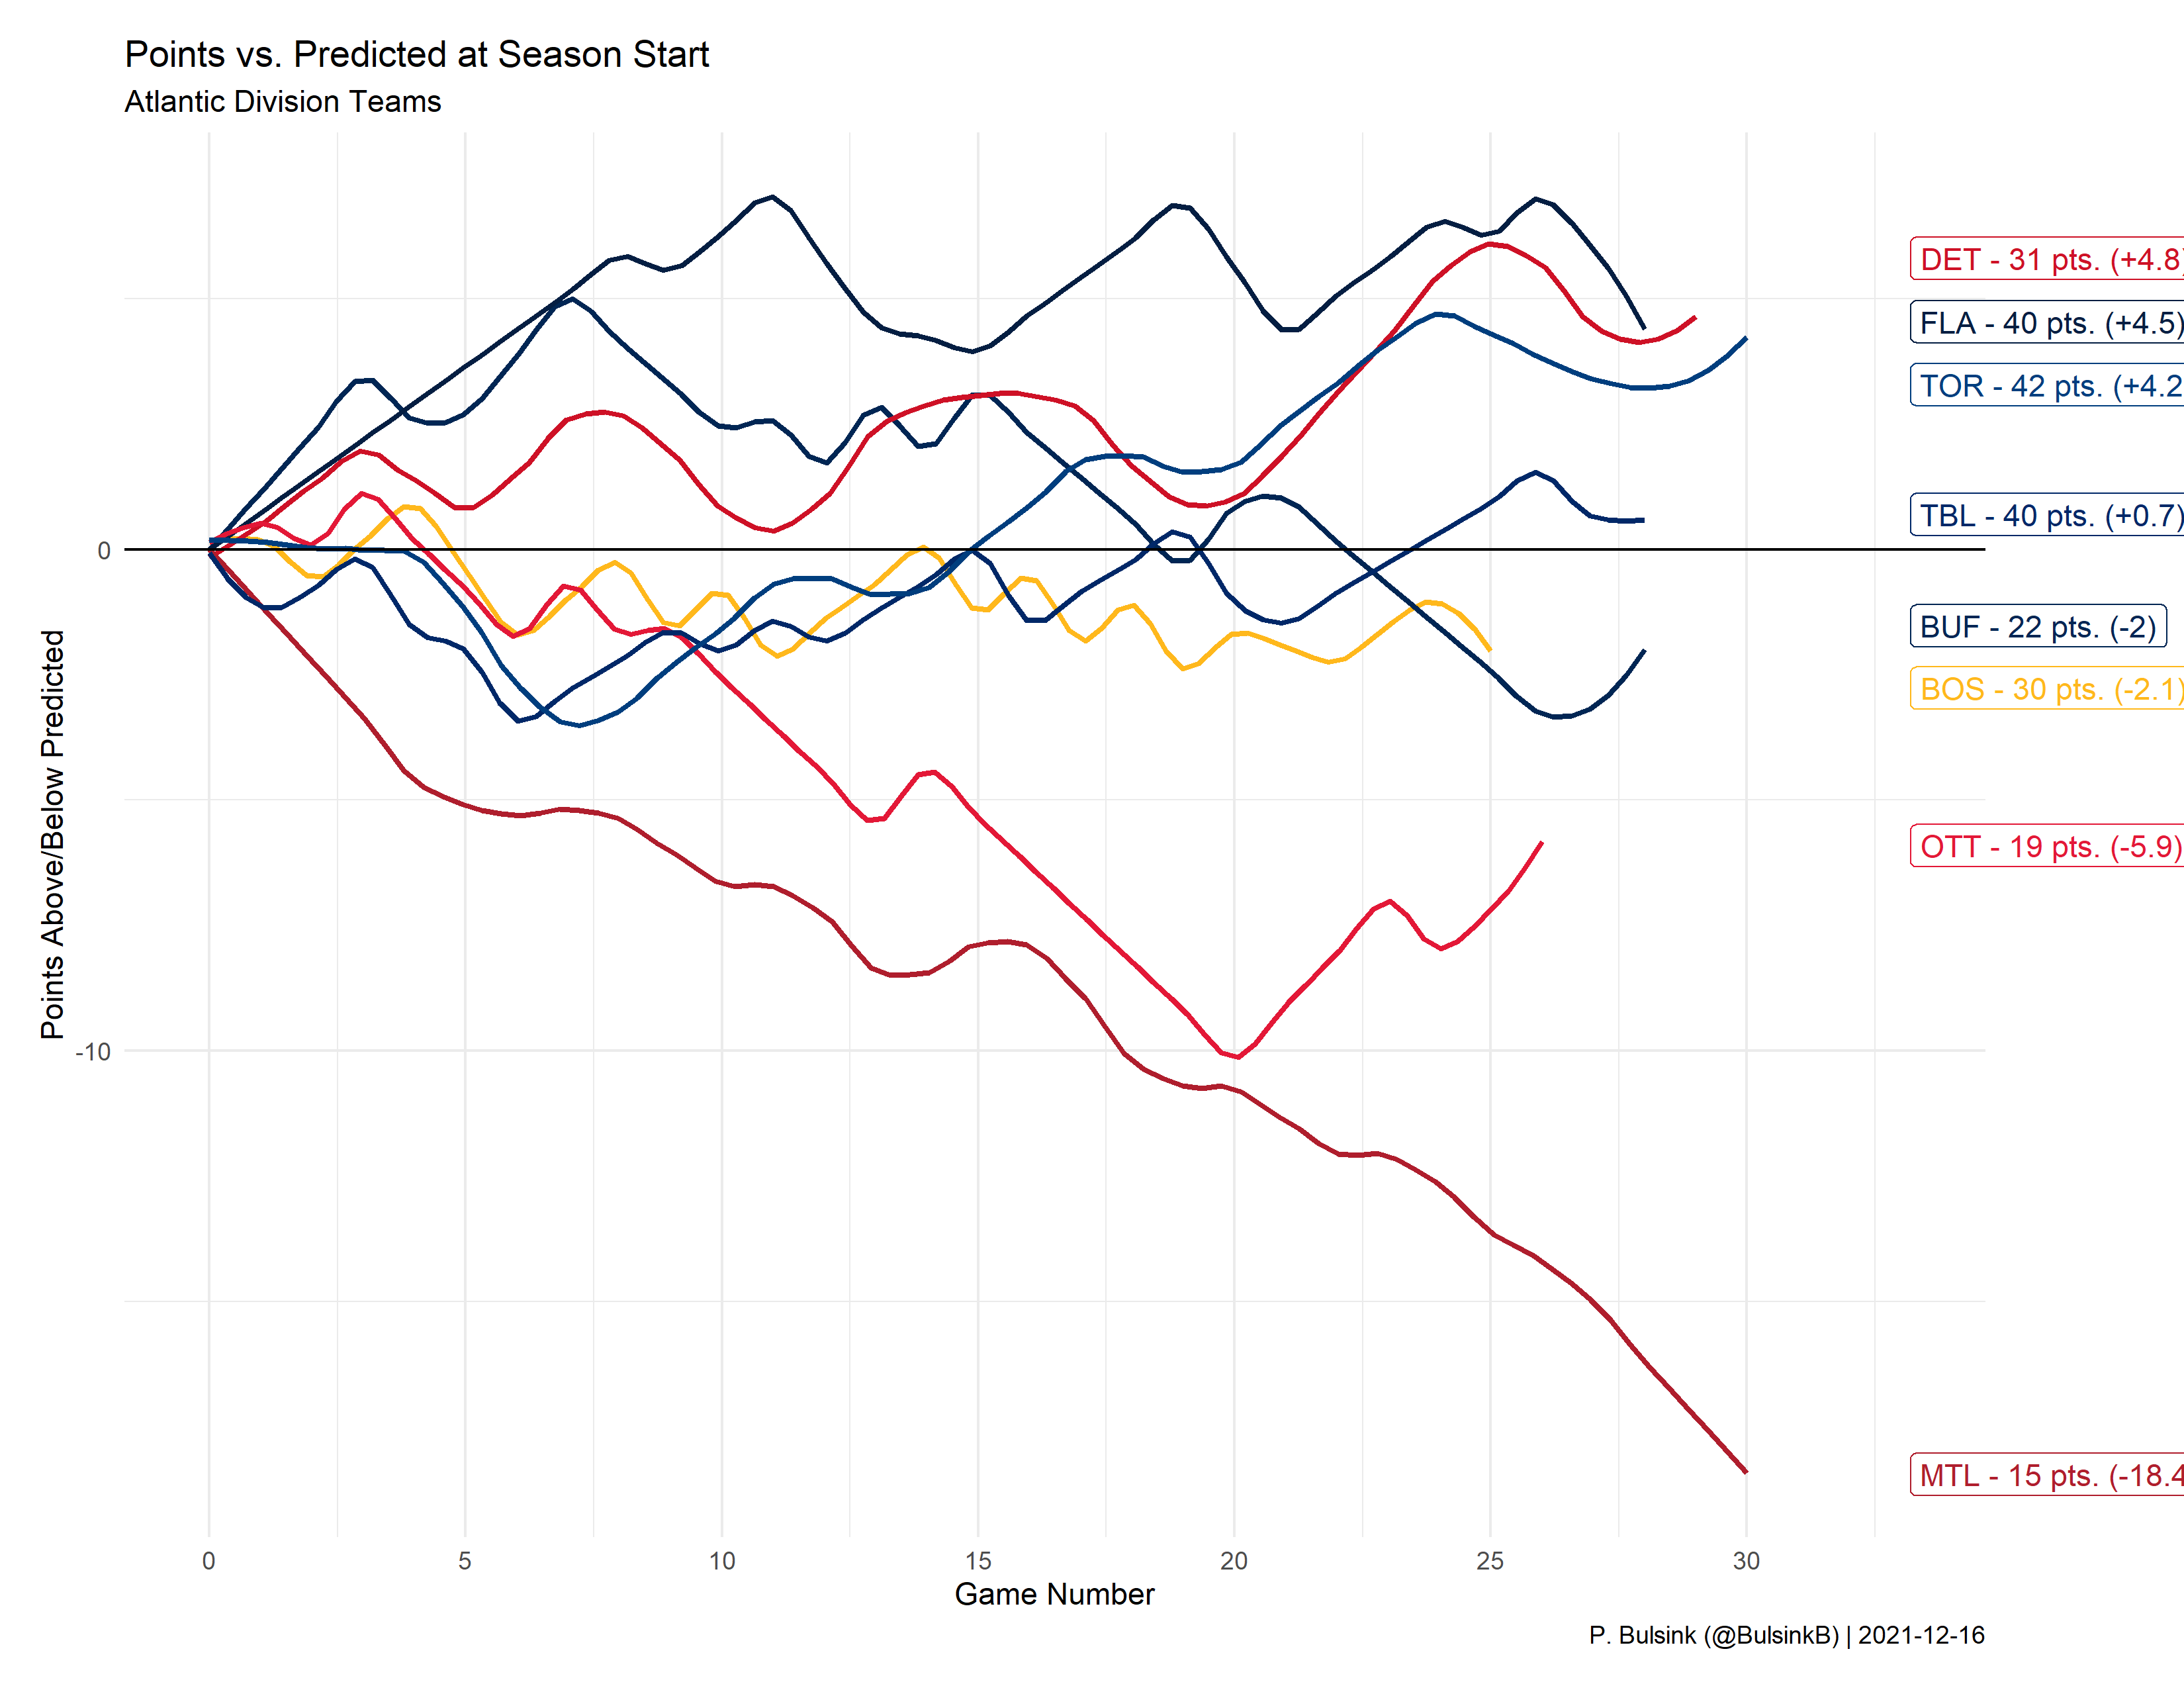 Points vs. Predicted at Season Start
Atlantic Division Teams
Points Above/Below Predicted
0
-10
DET - 31 pts. (+4.8)
FLA - 40 pts. (+4.5)
TOR - 42 pts. (+4.2
TBL - 40 pts. (+0.7)
BUF - 22 pts. (-2)
BOS - 30 pts. (-2.1)
OTT - 19 pts. (-5.9)
MTL - 15 pts. (-18.4
0 5 10 15 20 25 30
Game Number
P. Bulsink (@BulsinkB) | 2021-12-16